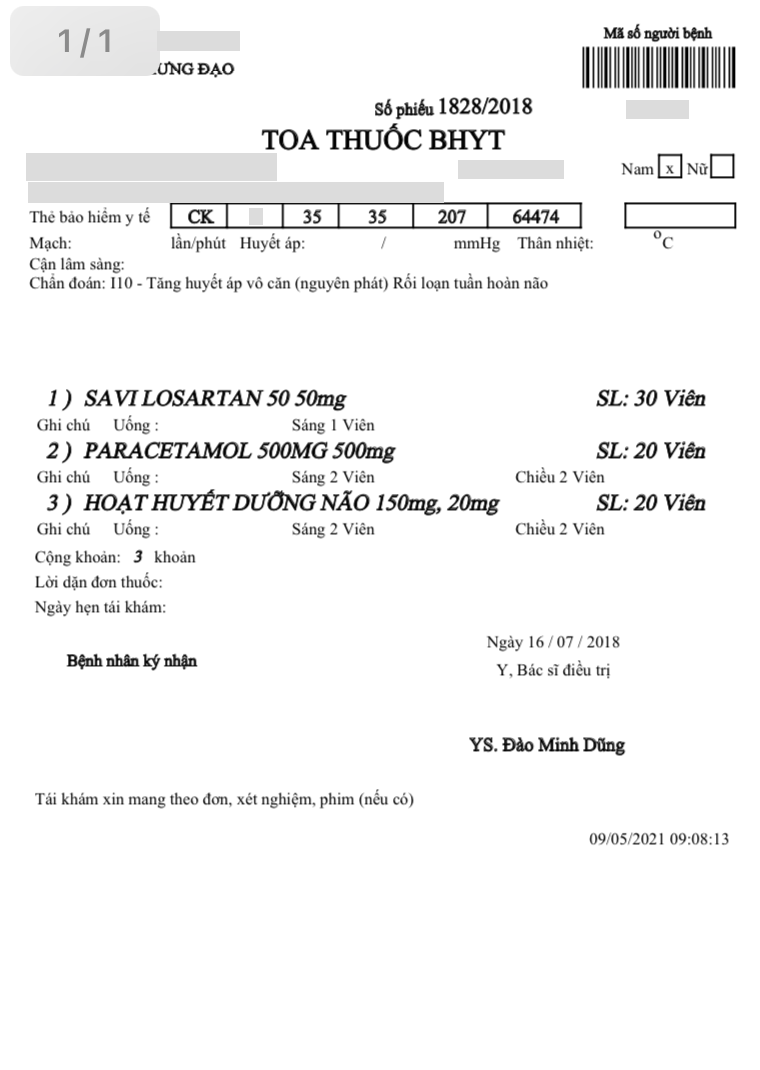 1/1
Mã số người bệnh
HƯNG ĐẠO
Số phiếu 1828/2018
TOA THUỐC BHYT
Nam x Nữ
Thẻ bảo hiểm y tế CK 35 35 207 64474
Mạch: lần/phút Huyết áp: / mmHg Thân nhiệt: °C
Cận lâm sàng:
Chẩn đoán: I10 - Tăng huyết áp vô căn (nguyên phát) Rối loạn tuần hoàn não
1 ) SAVI LOSARTAN 50 50mg SL: 30 Viên
Ghi chú Uống : Sáng 1 Viên
2 ) PARACETAMOL 500MG 500mg SL: 20 Viên
Ghi chú Uống : Sáng 2 Viên Chiều 2 Viên
3 ) HOẠT HUYẾT DƯỠNG NÃO 150mg, 20mg SL: 20 Viên
Ghi chú Uống : Sáng 2 Viên Chiều 2 Viên
Cộng khoản: 3 khoản
Lời dặn đơn thuốc:
Ngày hẹn tái khám:
Ngày 16 / 07 / 2018
Bệnh nhân ký nhận
Y, Bác sĩ điều trị
YS. Đào Minh Dũng
Tái khám xin mang theo đơn, xét nghiệm, phim (nếu có)
09/05/2021 09:08:13